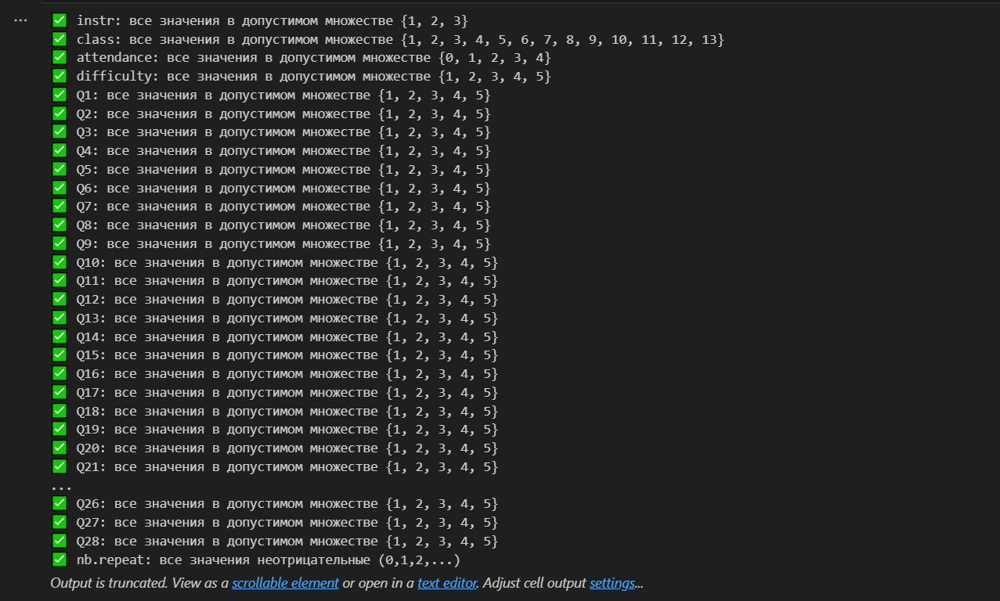 ...
✅ instr: все значения в допустимом множестве {1, 2, 3}
✅ class: все значения в допустимом множестве {1, 2, 3, 4, 5, 6, 7, 8, 9, 10, 11, 12, 13}
✅ attendance: все значения в допустимом множестве {0, 1, 2, 3, 4}
✅ difficulty: все значения в допустимом множестве {1, 2, 3, 4, 5}
✅ Q1: все значения в допустимом множестве {1, 2, 3, 4, 5}
✅ Q2: все значения в допустимом множестве {1, 2, 3, 4, 5}
✅ Q3: все значения в допустимом множестве {1, 2, 3, 4, 5}
✅ Q4: все значения в допустимом множестве {1, 2, 3, 4, 5}
✅ Q5: все значения в допустимом множестве {1, 2, 3, 4, 5}
✅ Q6: все значения в допустимом множестве {1, 2, 3, 4, 5}
✅ Q7: все значения в допустимом множестве {1, 2, 3, 4, 5}
✅ Q8: все значения в допустимом множестве {1, 2, 3, 4, 5}
✅ Q9: все значения в допустимом множестве {1, 2, 3, 4, 5}
✅ Q10: все значения в допустимом множестве {1, 2, 3, 4, 5}
✅ Q11: все значения в допустимом множестве {1, 2, 3, 4, 5}
✅ Q12: все значения в допустимом множестве {1, 2, 3, 4, 5}
✅ Q13: все значения в допустимом множестве {1, 2, 3, 4, 5}
✅ Q14: все значения в допустимом множестве {1, 2, 3, 4, 5}
✅ Q15: все значения в допустимом множестве {1, 2, 3, 4, 5}
✅ Q16: все значения в допустимом множестве {1, 2, 3, 4, 5}
✅ Q17: все значения в допустимом множестве {1, 2, 3, 4, 5}
✅ Q18: все значения в допустимом множестве {1, 2, 3, 4, 5}
✅ Q19: все значения в допустимом множестве {1, 2, 3, 4, 5}
✅ Q20: все значения в допустимом множестве {1, 2, 3, 4, 5}
✅ Q21: все значения в допустимом множестве {1, 2, 3, 4, 5}
...
✅ Q26: все значения в допустимом множестве {1, 2, 3, 4, 5}
✅ Q27: все значения в допустимом множестве {1, 2, 3, 4, 5}
✅ Q28: все значения в допустимом множестве {1, 2, 3, 4, 5}
✅ nb.repeat: все значения неотрицательные (0,1,2,...)
Output is truncated. View as a scrollable element or open in a text editor. Adjust cell output settings...